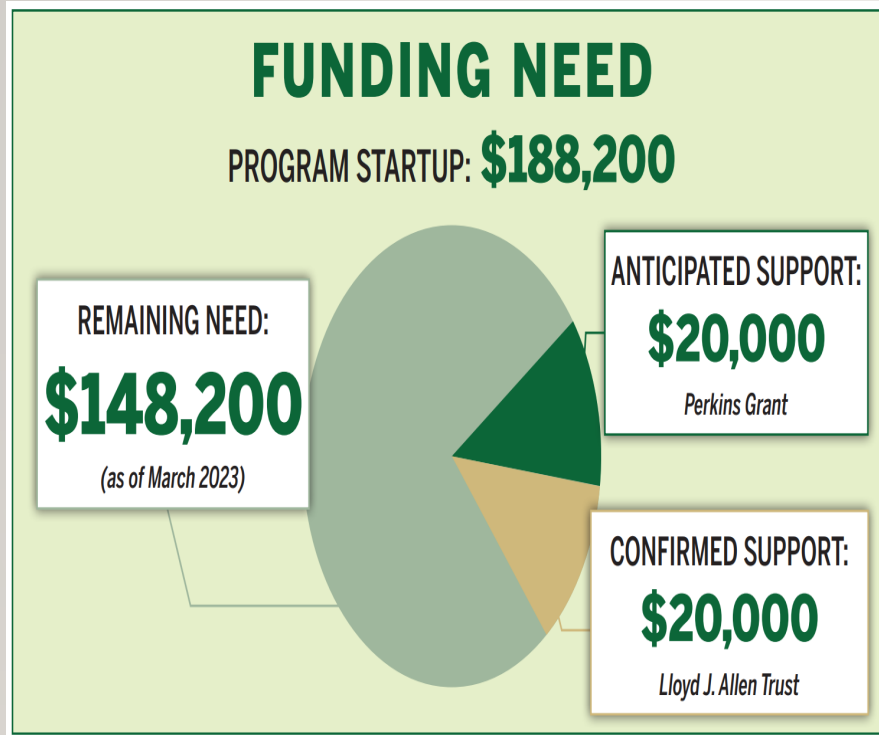 FUNDING NEED
PROGRAM STARTUP: $188,200
REMAINING NEED:
$148,200
(as of March 2023)
ANTICIPATED SUPPORT:
$20,000
Perkins Grant
CONFIRMED SUPPORT:
$20,000
Lloyd J. Allen Trust